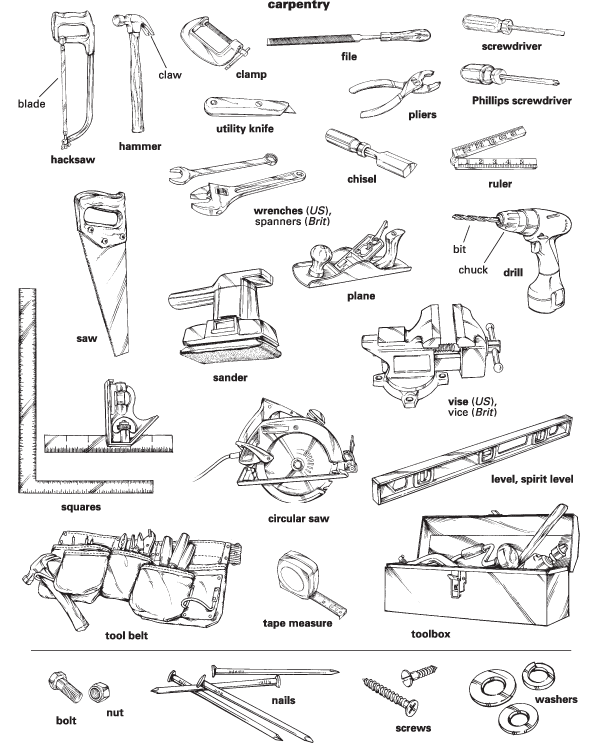 carpentry
blade
hacksaw
claw
hammer
clamp
file
screwdriver
utility knife
pliers
Phillips screwdriver
chisel
ruler
wrenches (US),
spanners (Brit)
saw
sander
plane
bit
chuck
drill
vise (US),
vice (Brit)
squares
circular saw
level, spirit level
tool belt
tape measure
toolbox
bolt
nut
nails
screws
washers